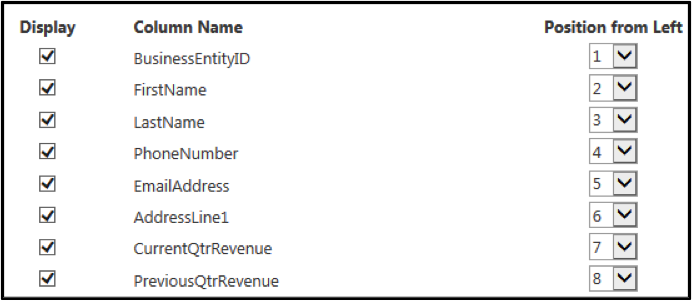 Display Column Name Position from Left
BusinessEntityID 1
FirstName 2
LastName 3
PhoneNumber 4
EmailAddress 5
AddressLine1 6
CurrentQtrRevenue 7
PreviousQtrRevenue 8